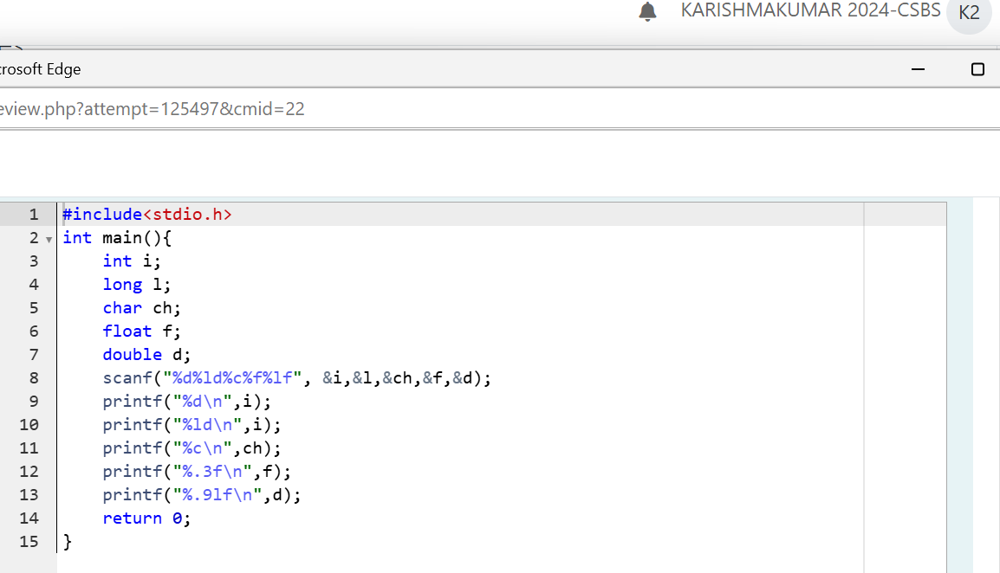 KARISHMAKUMAR 2024-CSBS K2
crosoft Edge
eview.php?attempt=125497&cmid=22
1 #include<stdio.h>
2 int main(){
3     int i;
4     long l;
5     char ch;
6     float f;
7     double d;
8     scanf("%d%ld%c%f%lf", &i,&l,&ch,&f,&d);
9     printf("%d\n",i);
10     printf("%ld\n",i);
11     printf("%c\n",ch);
12     printf("%.3f\n",f);
13     printf("%.9lf\n",d);
14     return 0;
15 }